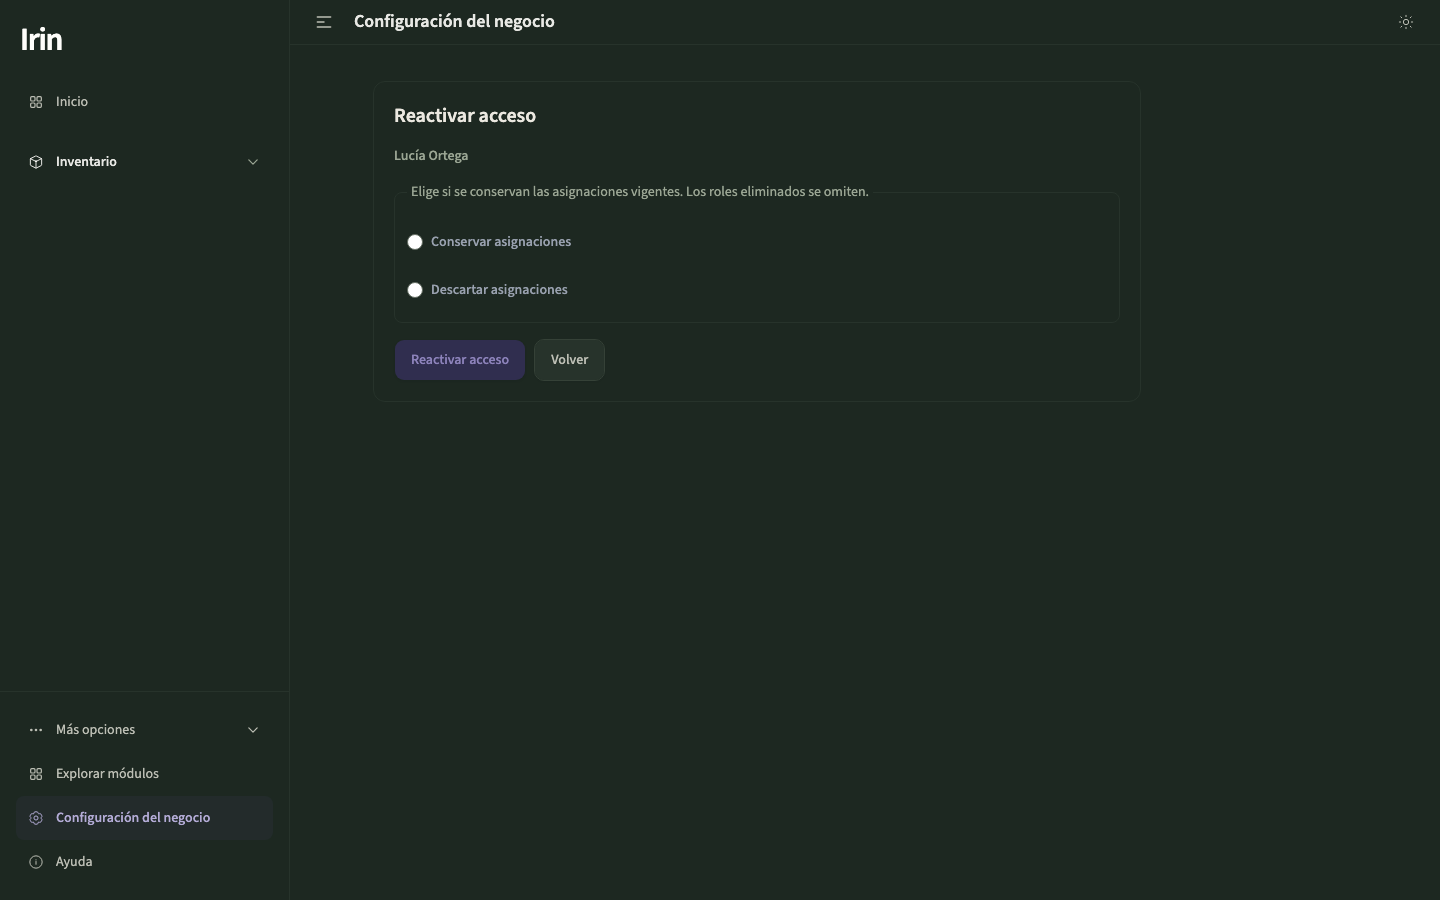 Irin
Configuración del negocio
Inicio
Inventario
Reactivar acceso
Lucía Ortega
Elige si se conservan las asignaciones vigentes. Los roles eliminados se omiten.
Conservar asignaciones
Descartar asignaciones
Reactivar acceso
Volver
Más opciones
Explorar módulos
Configuración del negocio
Ayuda